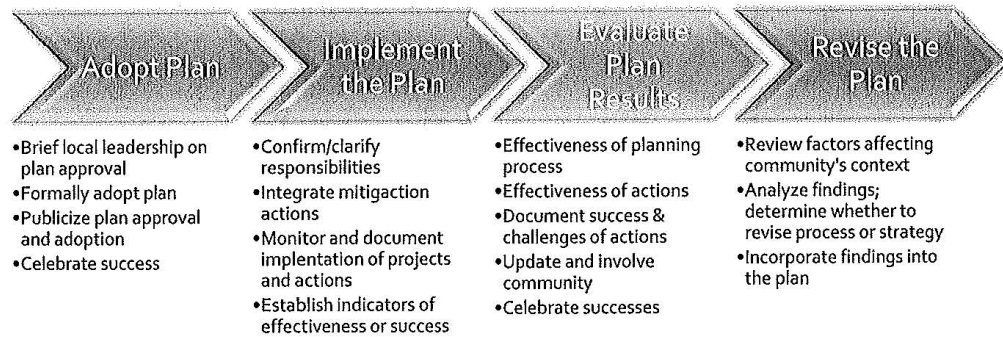 Adopt Plan
•Brief local leadership on
plan approval
•Formally adopt plan
•Publicize plan approval
and adoption
•Celebrate success
Implement
the Plan
•Confirm/clarify
responsibilities
•Integrate mitigaction
actions
•Monitor and document
implentation of projects
and actions
•Establish indicators of
effectiveness or success
Evaluate
Plan
Results
•Effectiveness of planning
process
•Effectiveness of actions
•Document success &
challenges of actions
•Update and involve
community
•Celebrate successes
Revise the
Plan
•Review factors affecting
community's context
•Analyze findings;
determine whether to
revise process or strategy
•Incorporate findings into
the plan